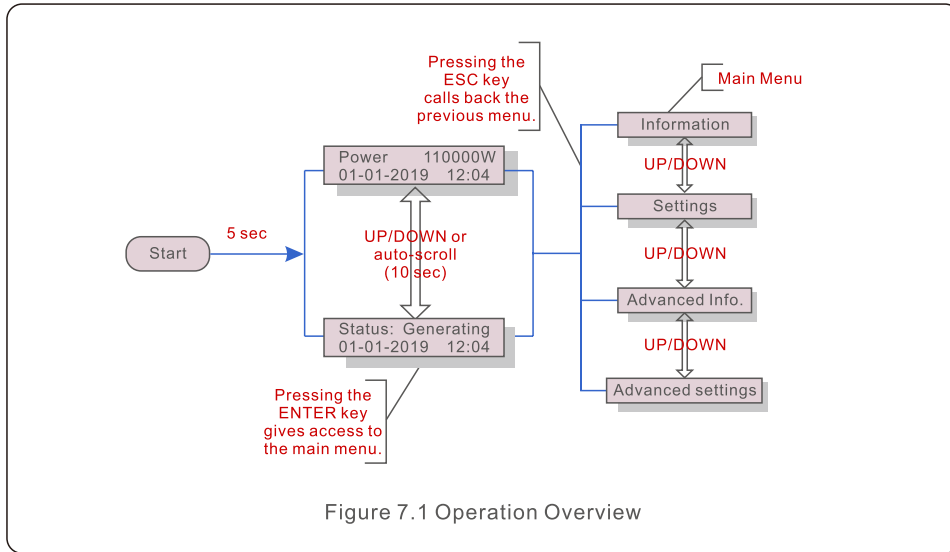 Pressing the
ESC key
calls back the
previous menu.
Main Menu
Information
UP/DOWN
Settings
UP/DOWN
Advanced Info.
UP/DOWN
Advanced settings
Power 110000W
01-01-2019 12:04
UP/DOWN or
auto-scroll
(10 sec)
Status: Generating
01-01-2019 12:04
Start
5 sec
Pressing the
ENTER key
gives access to
the main menu.
Figure 7.1 Operation Overview